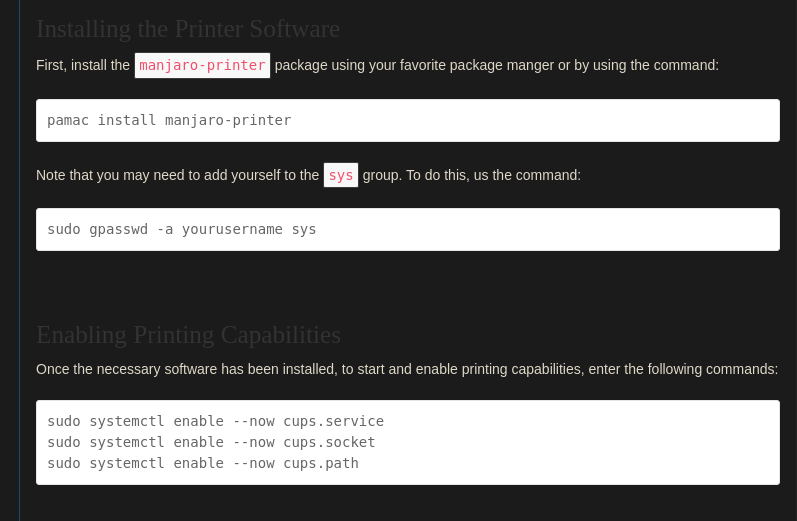 Installing the Printer Software
First, install the manjaro-printer package using your favorite package manger or by using the command:
pamac install manjaro-printer
Note that you may need to add yourself to the sys group. To do this, us the command:
sudo gpasswd -a yourusername sys
Enabling Printing Capabilities
Once the necessary software has been installed, to start and enable printing capabilities, enter the following commands:
sudo systemctl enable --now cups.service
sudo systemctl enable --now cups.socket
sudo systemctl enable --now cups.path